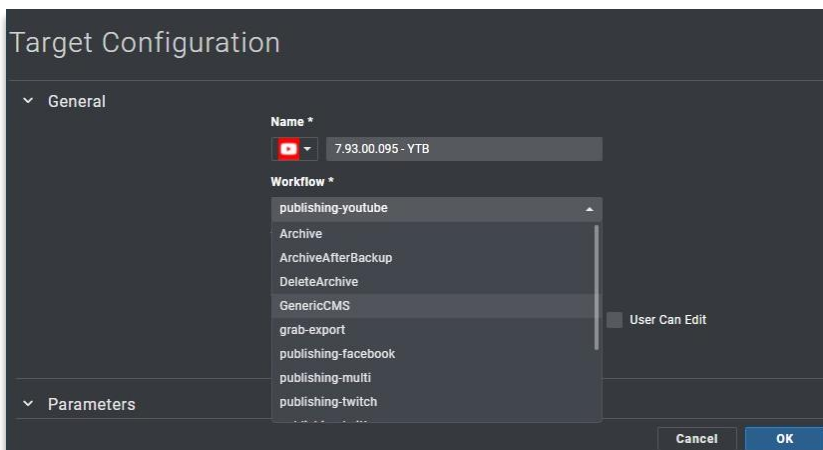 Target Configuration
General
Name *
7.93.00.095 - YTB
Workflow *
publishing-youtube
Archive
ArchiveAfterBackup
DeleteArchive
GenericCMS
User Can Edit
grab-export
publishing-facebook
publishing-multi
Parameters
publishing-twitch
Cancel OK